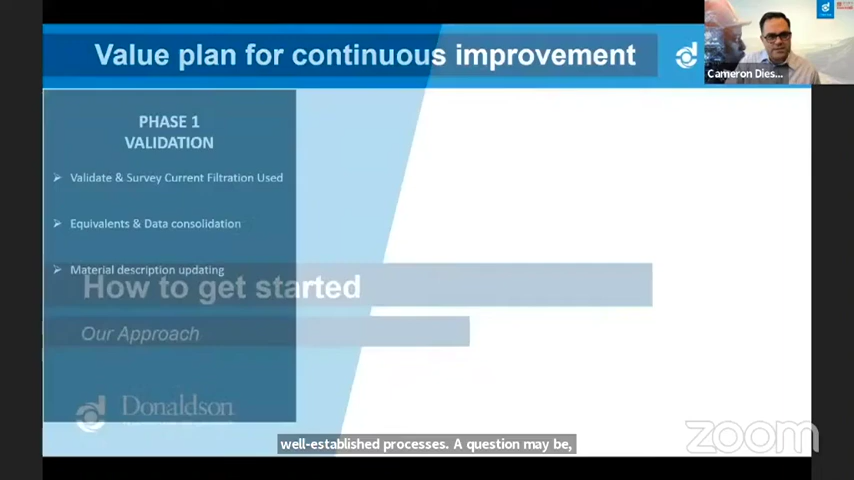 Value plan for continuous improvement
Cameron Dies...
PHASE 1
VALIDATION
Validate & Survey Current Filtration Used
Equivalents & Data consolidation
Material description updating
How to get started
Our Approach
Donaldson
well-established processes. A question may be,
zoom